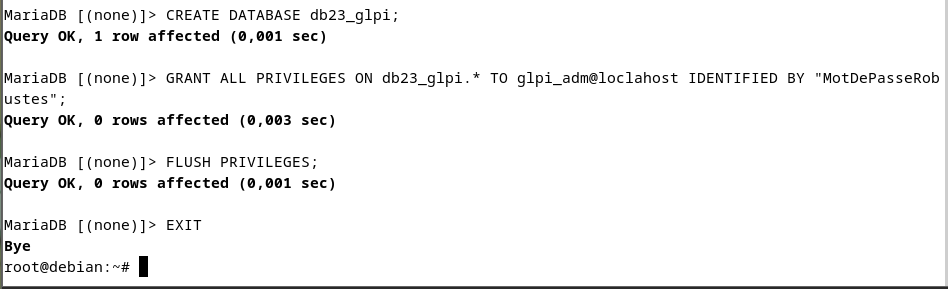 MariaDB [(none)]> CREATE DATABASE db23_glpi;
Query OK, 1 row affected (0,001 sec)
MariaDB [(none)]> GRANT ALL PRIVILEGES ON db23_glpi.* TO glpi_adm@loclahost IDENTIFIED BY "MotDePasseRob
ustes";
Query OK, 0 rows affected (0,003 sec)
MariaDB [(none)]> FLUSH PRIVILEGES;
Query OK, 0 rows affected (0,001 sec)
MariaDB [(none)]> EXIT
Bye
root@debian:~#